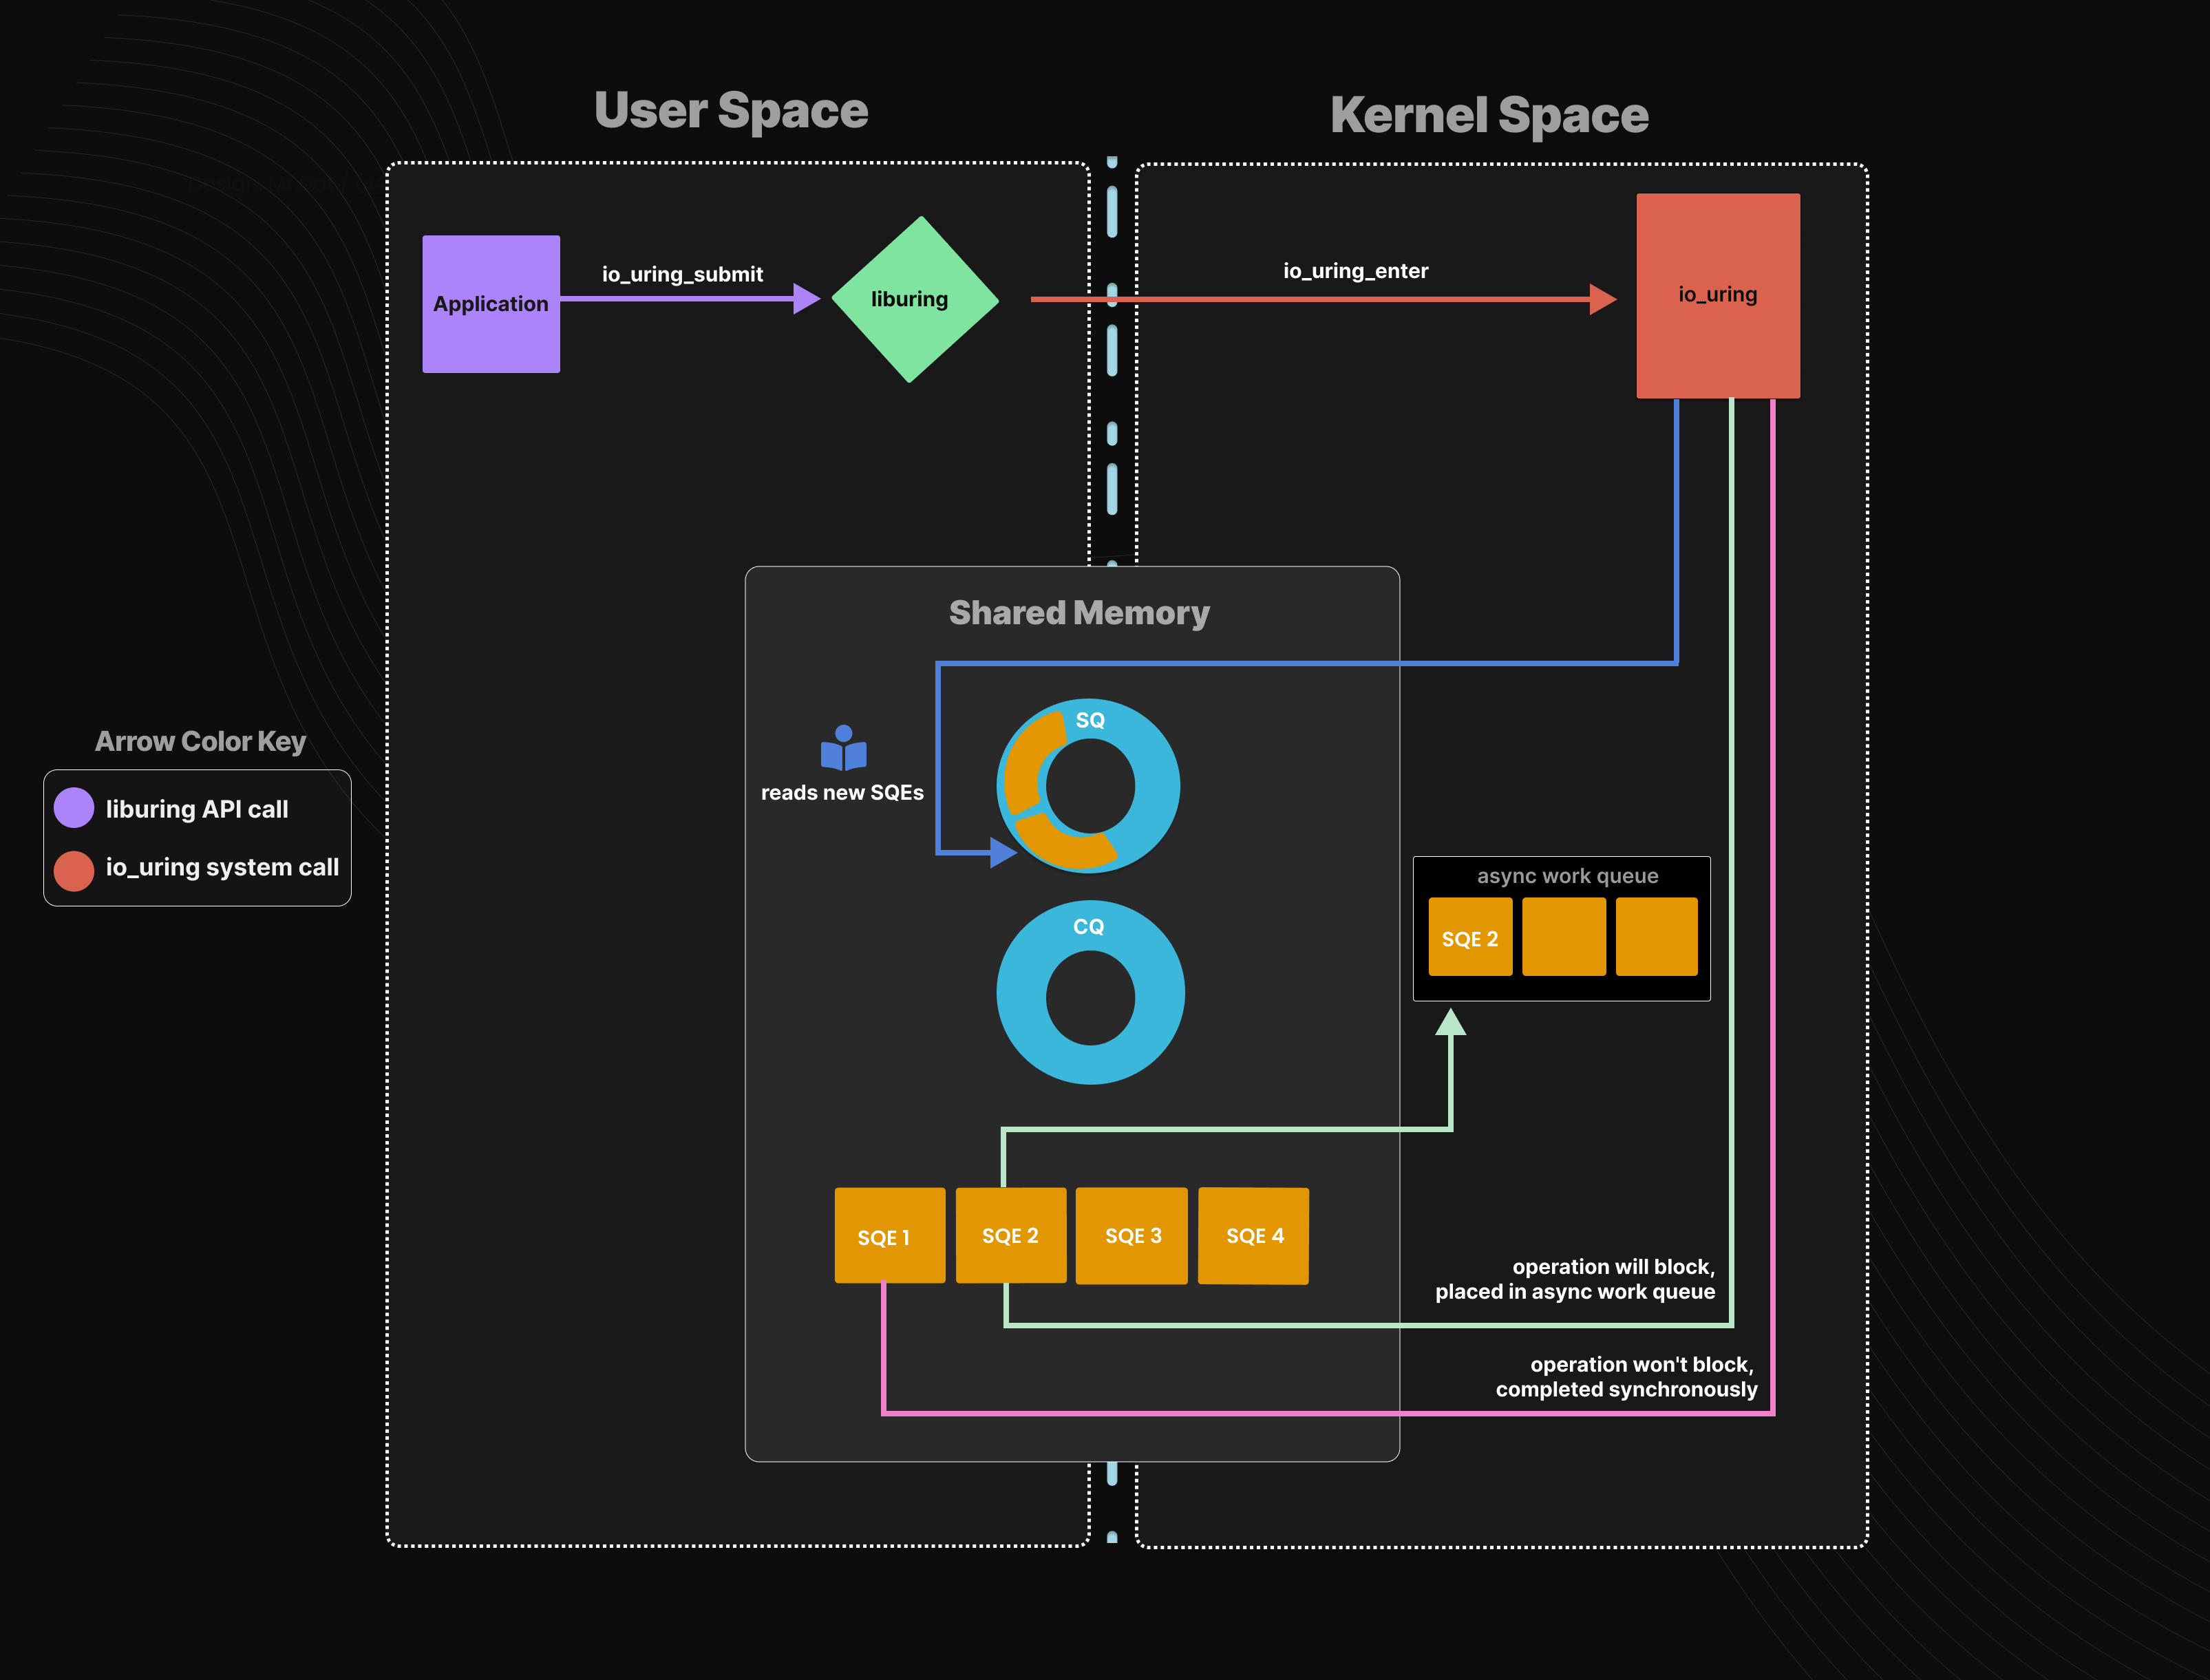 User Space
Kernel Space
Application
io_uring_submit
liburing
io_uring_enter
io_uring
Shared Memory
SQ
reads new SQEs
Arrow Color Key
liburing API call
io_uring system call
CQ
async work queue
SQE 2
SQE 1
SQE 2
SQE 3
SQE 4
operation will block,
placed in async work queue
operation won't block,
completed synchronously